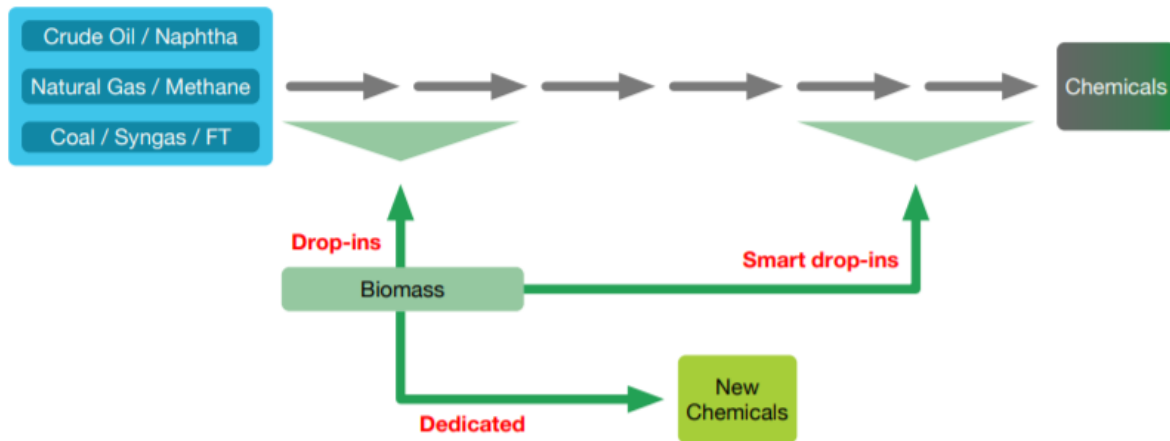 Crude Oil / Naphtha
Natural Gas / Methane
Coal / Syngas / FT
Chemicals
Drop-ins
Smart drop-ins
Biomass
New
Chemicals
Dedicated